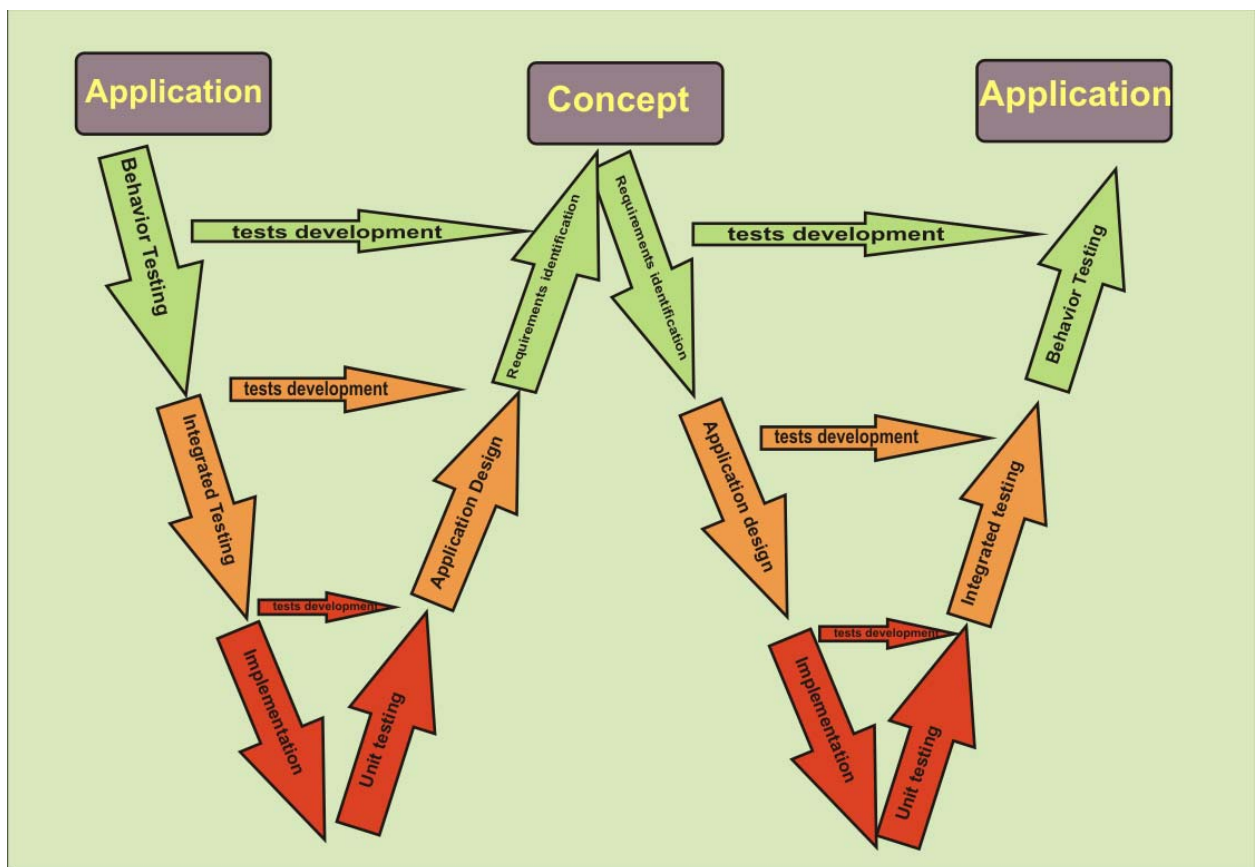 Application
Concept
Application
Behavior Testing
tests development
Requirements identification
Requirements identification
tests development
Behavior Testing
tests development
Integrated Testing
Application Design
Application design
tests development
Integrated testing
tests development
Implementation
Unit testing
tests development
Implementation
Unit testing